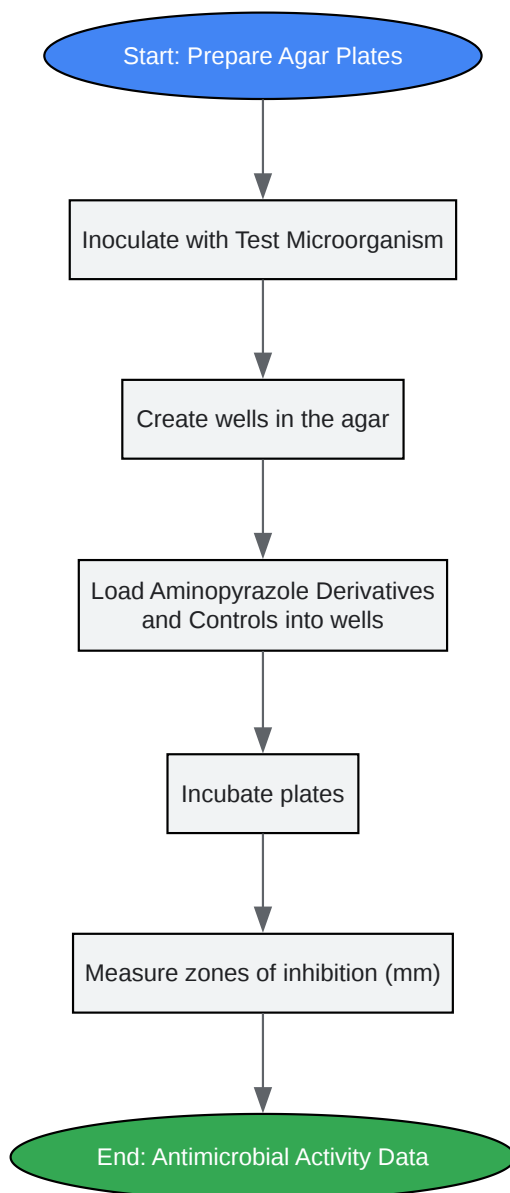 Start: Prepare Agar Plates
Inoculate with Test Microorganism
Create wells in the agar
Load Aminopyrazole Derivatives
and Controls into wells
Incubate plates
Measure zones of inhibition (mm)
End: Antimicrobial Activity Data